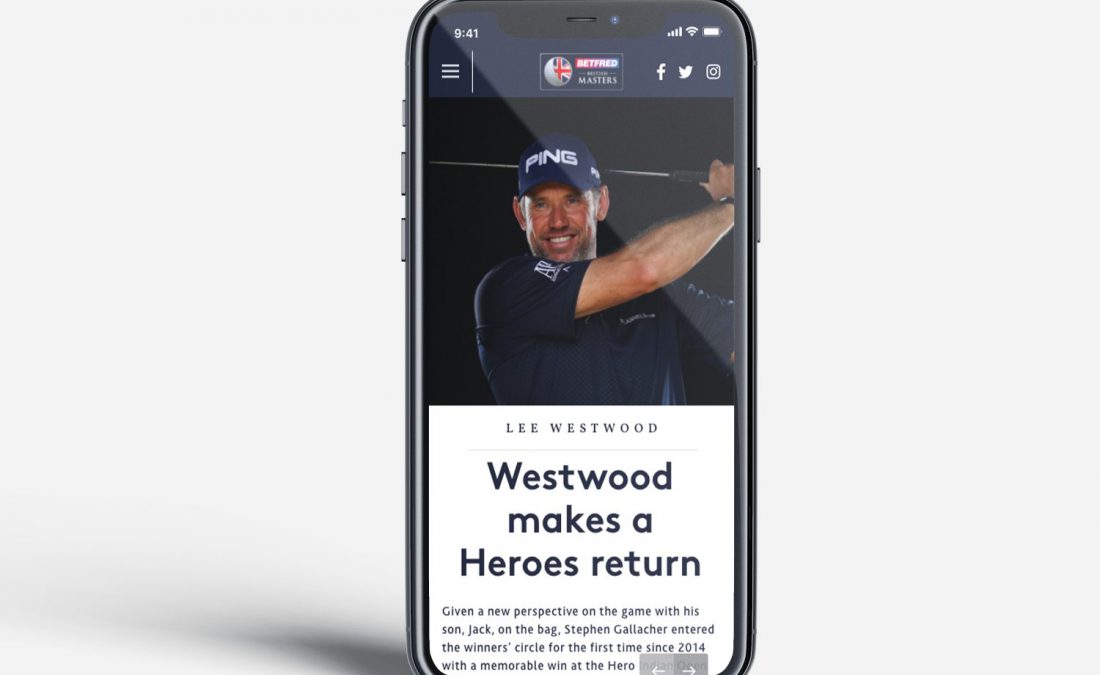 9:41
BETFRED
BRITISH
MASTERS
PING
LEE WESTWOOD
Westwood
makes a
Heroes return
Given a new perspective on the game with his
son, Jack, on the bag, Stephen Gallacher entered
the winners' circle for the first time since 2014
with a memorable win at the Hero Indian Open